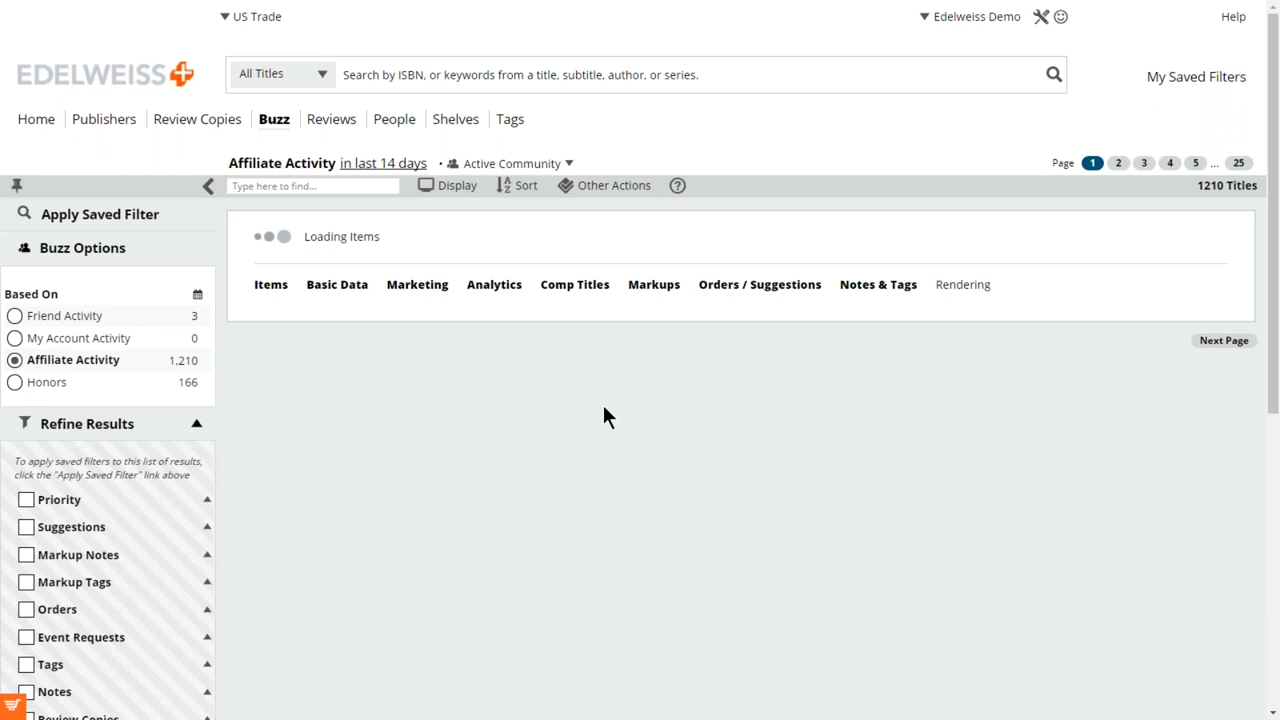 US Trade
Edelweiss Demo
Help
EDELWEISS
All Titles
Search by ISBN, or keywords from a title, subtitle, author, or series.
My Saved Filters
Home
Publishers
Review Copies
Buzz
Reviews
People
Shelves
Tags
Affiliate Activity in last 14 days • Active Community
Page 1 2 3 4 5 ... 25
Type here to find...
Display
Sort
Other Actions
?
1210 Titles
Apply Saved Filter
Buzz Options
Based On
Friend Activity 3
My Account Activity 0
Affiliate Activity 1,210
Honors 166
Refine Results
To apply saved filters to this list of results,
click the "Apply Saved Filter" link above
Priority
Suggestions
Markup Notes
Markup Tags
Orders
Event Requests
Tags
Notes
Review Copies
Loading Items
Items Basic Data Marketing Analytics Comp Titles Markups Orders / Suggestions Notes & Tags Rendering
Next Page